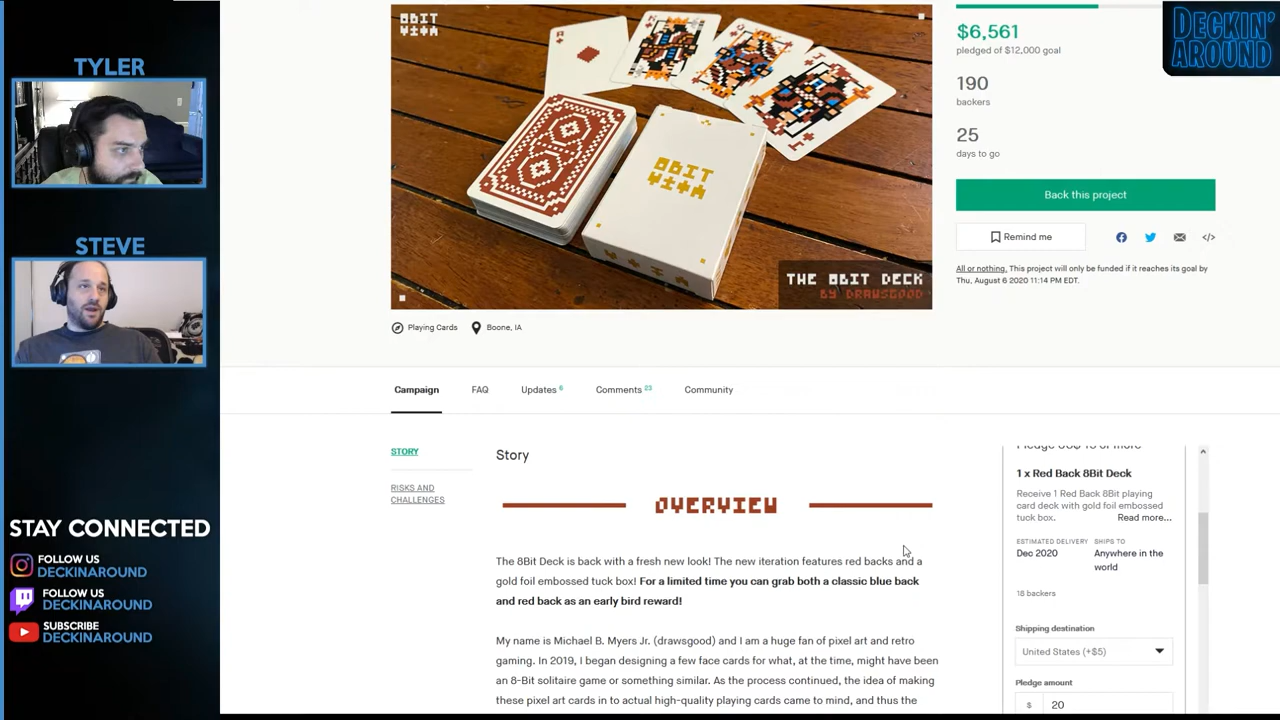 TYLER
STEVE
STAY CONNECTED
FOLLOW US
DECKINAROUND
FOLLOW US
DECKINAROUND
SUBSCRIBE
DECKINAROUND
8BIT
8BIT
THE 8BIT DECK
BY DRAWSGOOD
DECKIN'
AROUND
$6,561
pledged of $12,000 goal
190
backers
25
days to go
Back this project
Remind me
</>
All or nothing. This project will only be funded if it reaches its goal by
Thu, August 6 2020 11:14 PM EDT.
Playing Cards
Boone, IA
Campaign
FAQ
Updates 6
Comments 23
Community
STORY
RISKS AND
CHALLENGES
Story
OVERVIEW
The 8Bit Deck is back with a fresh new look! The new iteration features red backs and a
gold foil embossed tuck box! For a limited time you can grab both a classic blue back
and red back as an early bird reward!
My name is Michael B. Myers Jr. (drawsgood) and I am a huge fan of pixel art and retro
gaming. In 2019, I began designing a few face cards for what, at the time, might have been
an 8-Bit solitaire game or something similar. As the process continued, the idea of making
these pixel art cards in to actual high-quality playing cards came to mind, and thus the
1 x Red Back 8Bit Deck
Receive 1 Red Back 8Bit playing
card deck with gold foil embossed
tuck box.
Read more...
ESTIMATED DELIVERY
Dec 2020
SHIPS TO
Anywhere in the
world
18 backers
Shipping destination
United States (+$5)
Pledge amount
$ 20